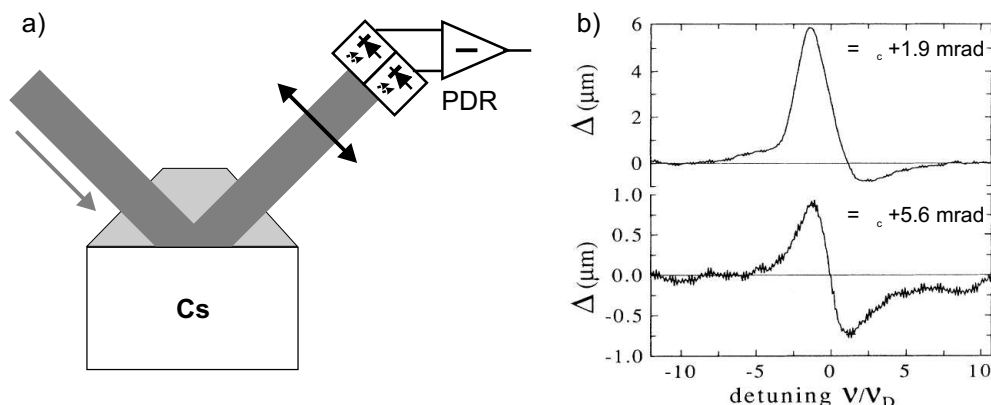 a)
PDR
Cs
b)
6
4
2
0
Δ (μm)
= c +1.9 mrad
1.0
0.5
0.0
-0.5
-1.0
Δ (μm)
= c +5.6 mrad
-10 -5 0 5 10
detuning ν/νD